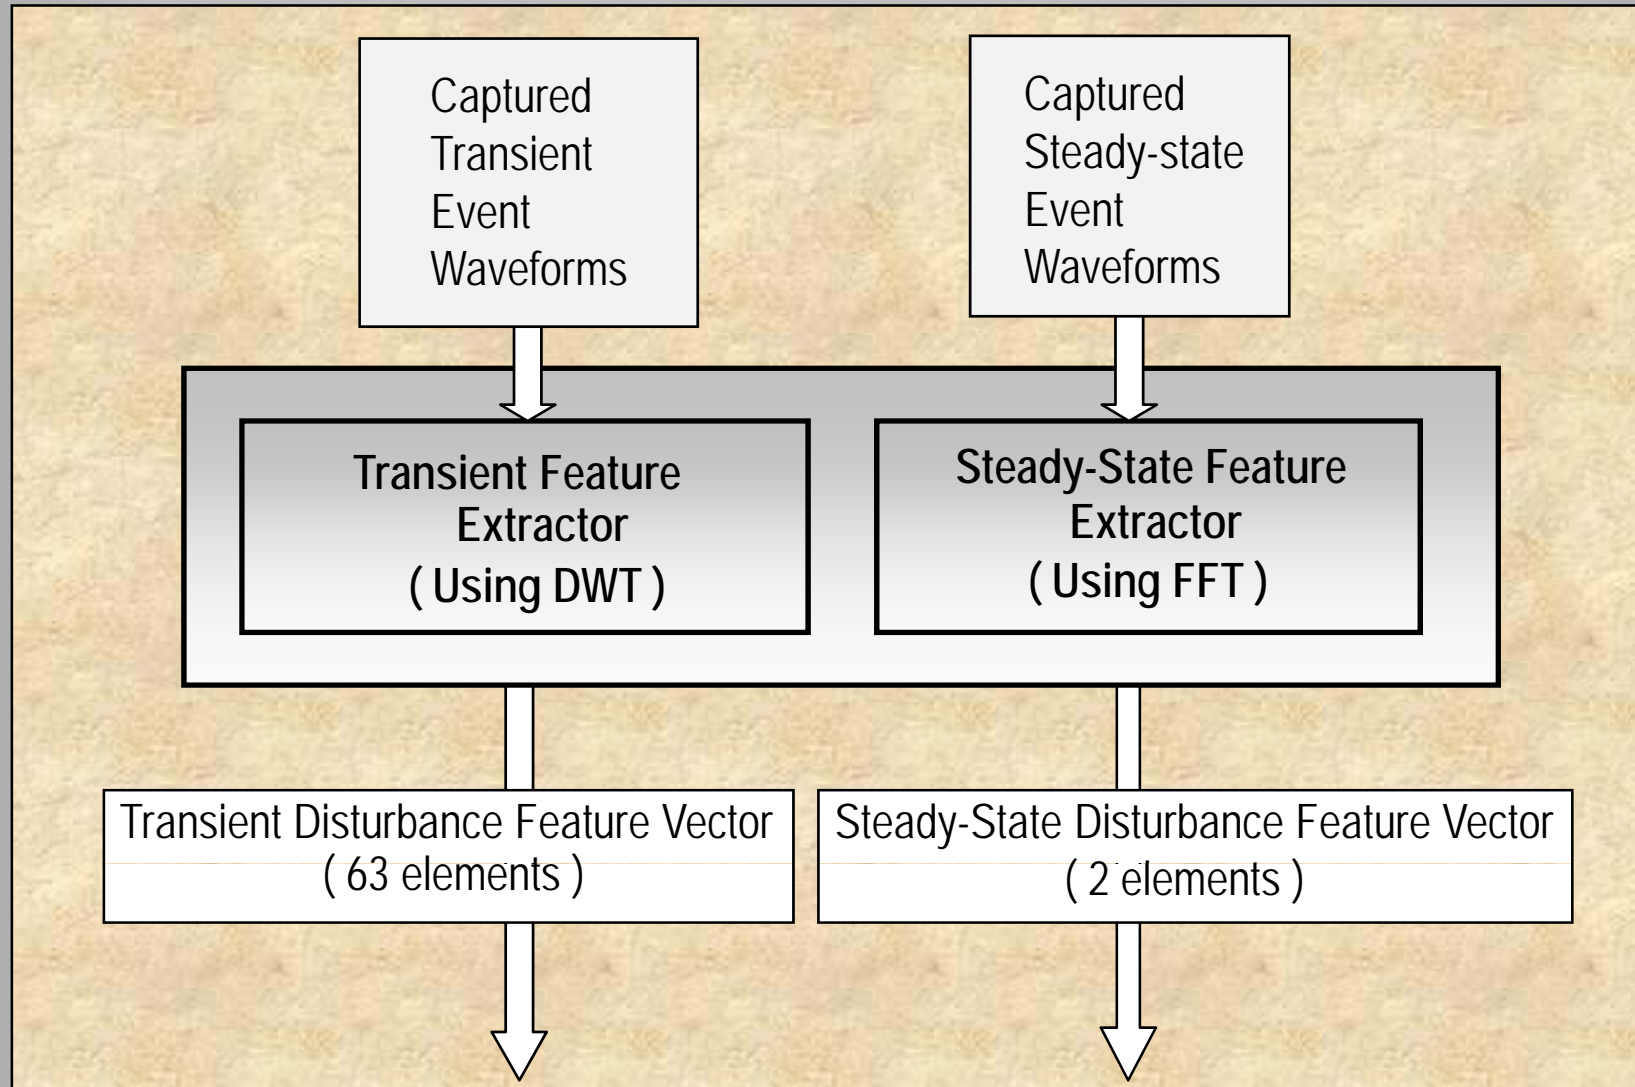 Captured
Transient
Event
Waveforms
Captured
Steady-state
Event
Waveforms
Transient Feature
Extractor
( Using DWT )
Steady-State Feature
Extractor
( Using FFT )
Transient Disturbance Feature Vector
( 63 elements )
Steady-State Disturbance Feature Vector
( 2 elements )